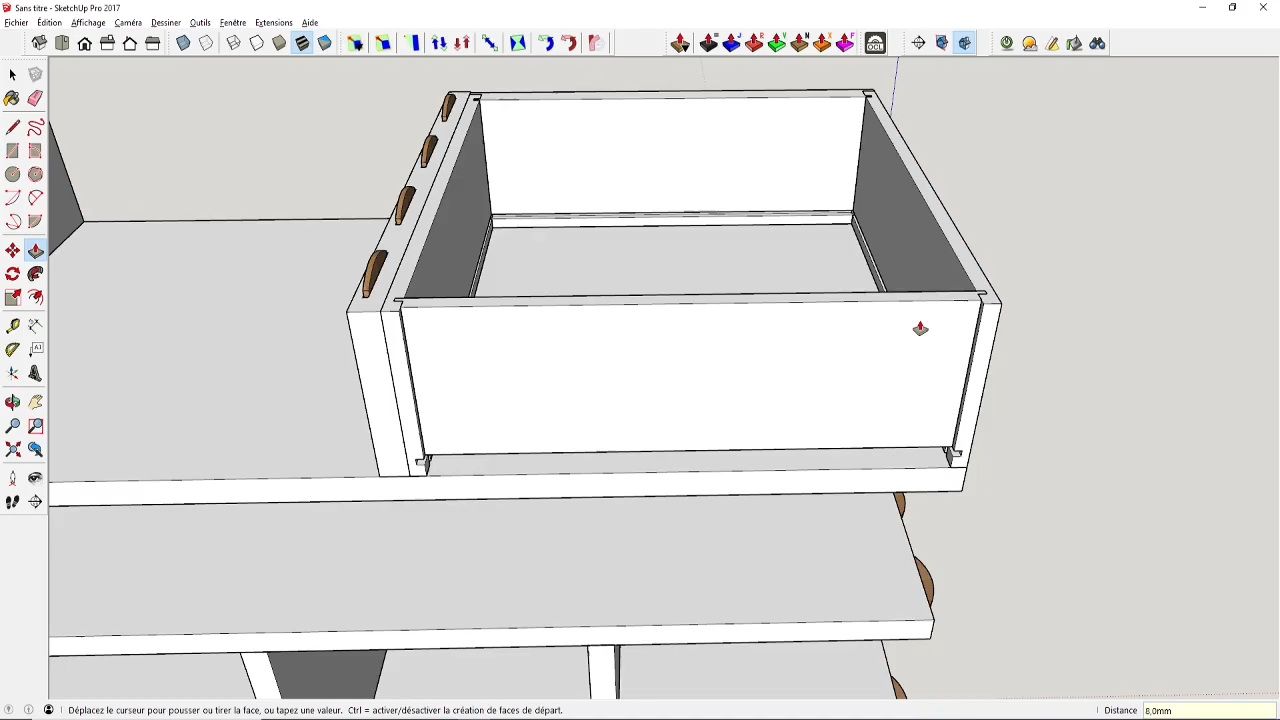 Sans titre - SketchUp Pro 2017
Fichier Édition Affichage Caméra Dessiner Outils Fenêtre Extensions Aide
= J R V N X F
OCL
A1
Déplacez le curseur pour pousser ou tirer la face, ou tapez une valeur. Ctrl = activer/désactiver la création de faces de départ.
Distance 8,0mm